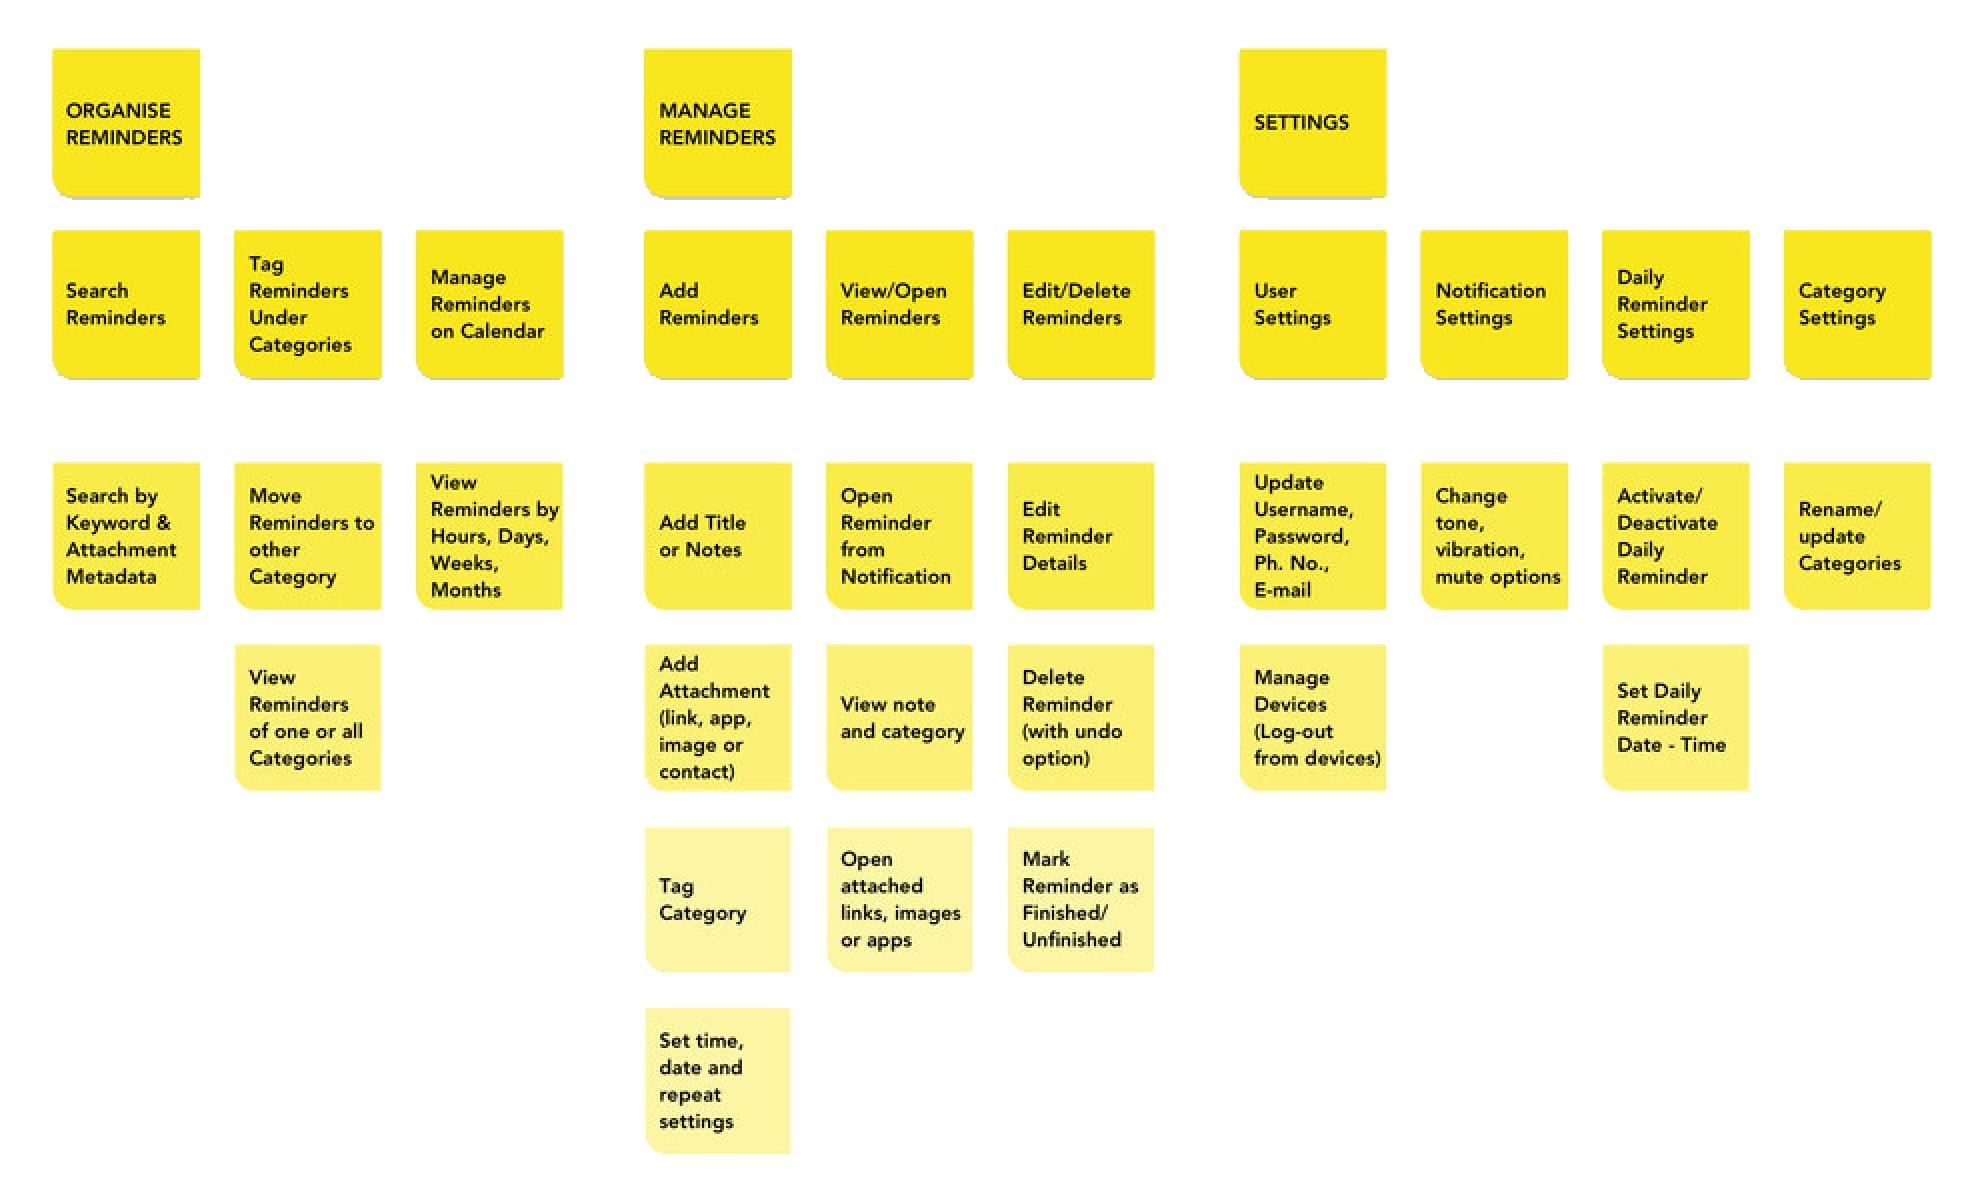 ORGANISE
REMINDERS
MANAGE
REMINDERS
SETTINGS
Search
Reminders
Tag
Reminders
Under
Categories
Manage
Reminders
on Calendar
Add
Reminders
View/Open
Reminders
Edit/Delete
Reminders
User
Settings
Notification
Settings
Daily
Reminder
Settings
Category
Settings
Search by
Keyword &
Attachment
Metadata
Move
Reminders to
other
Category
View
Reminders by
Hours, Days,
Weeks,
Months
Add Title
or Notes
Open
Reminder
from
Notification
Edit
Reminder
Details
Update
Username,
Password,
Ph. No.,
E-mail
Change
tone,
vibration,
mute options
Activate/
Deactivate
Daily
Reminder
Rename/
update
Categories
View
Reminders
of one or all
Categories
Add
Attachment
(link, app,
image or
contact)
View note
and category
Delete
Reminder
(with undo
option)
Manage
Devices
(Log-out
from devices)
Set Daily
Reminder
Date - Time
Tag
Category
Open
attached
links, images
or apps
Mark
Reminder as
Finished/
Unfinished
Set time,
date and
repeat
settings